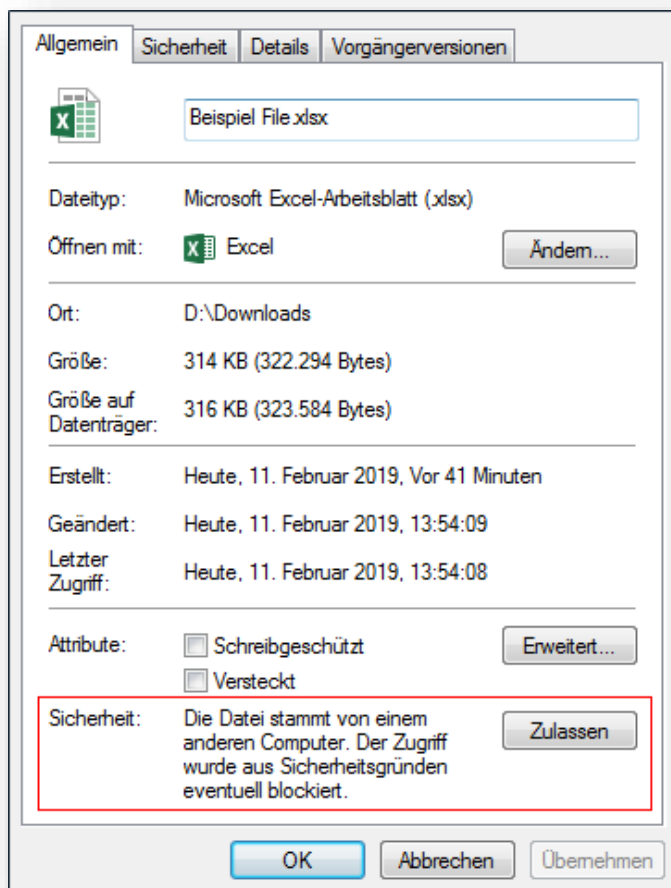 Allgemein Sicherheit Details Vorgängerversionen
Beispiel File.xlsx
Dateityp: Microsoft Excel-Arbeitsblatt (.xlsx)
Öffnen mit: Excel Ändern...
Ort: D:\Downloads
Größe: 314 KB (322.294 Bytes)
Größe auf
Datenträger: 316 KB (323.584 Bytes)
Erstellt: Heute, 11. Februar 2019, Vor 41 Minuten
Geändert: Heute, 11. Februar 2019, 13:54:09
Letzter
Zugriff: Heute, 11. Februar 2019, 13:54:08
Attribute: Schreibgeschützt Erweitert...
Versteckt
Sicherheit: Die Datei stammt von einem
anderen Computer. Der Zugriff Zulassen
wurde aus Sicherheitsgründen
eventuell blockiert.
OK Abbrechen Übernehmen